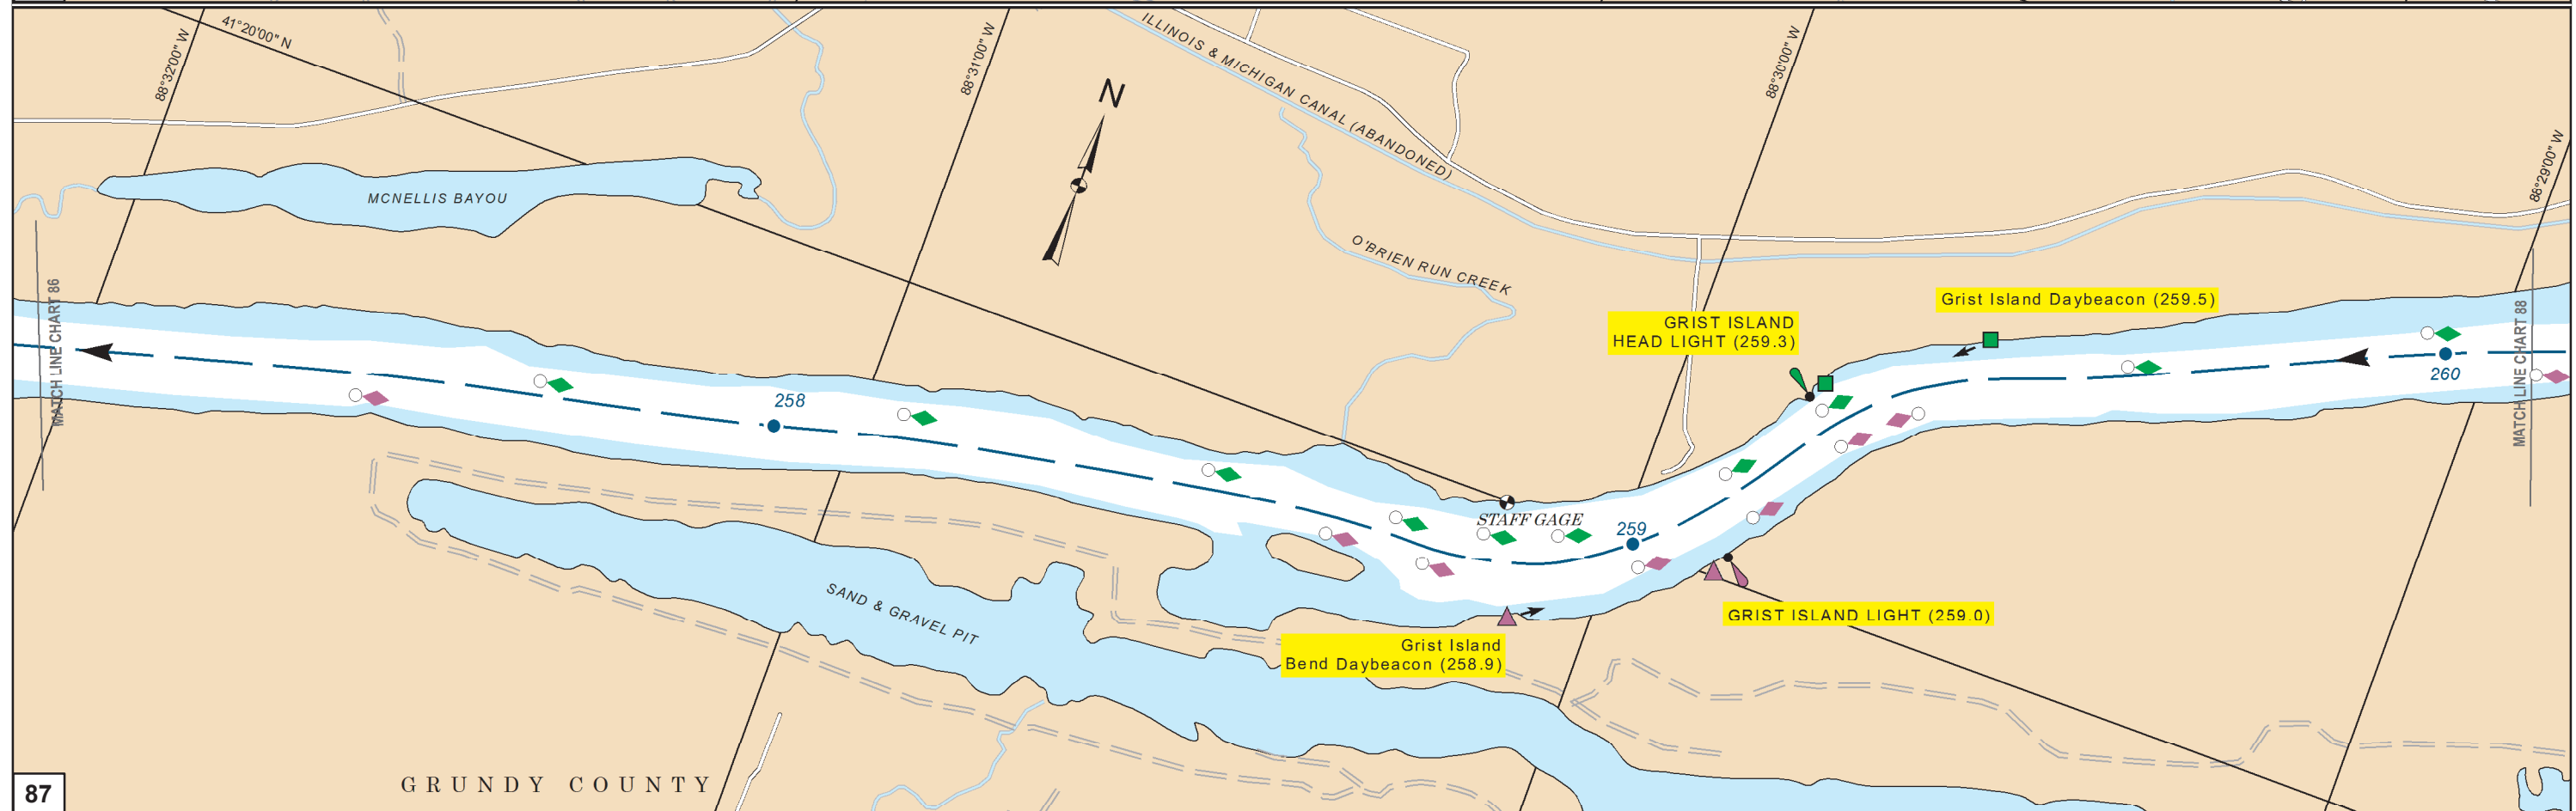 41°20'00" N
88°32'00" W
88°31'00" W
88°30'00" W
88°29'00" W
N
ILLINOIS & MICHIGAN CANAL (ABANDONED)
MCNELLIS BAYOU
O'BRIEN RUN CREEK
MATCH LINE CHART 86
MATCH LINE CHART 88
GRIST ISLAND
HEAD LIGHT (259.3)
Grist Island Daybeacon (259.5)
258
259
260
STAFF GAGE
SAND & GRAVEL PIT
GRIST ISLAND LIGHT (259.0)
Grist Island
Bend Daybeacon (258.9)
GRUNDY COUNTY
87